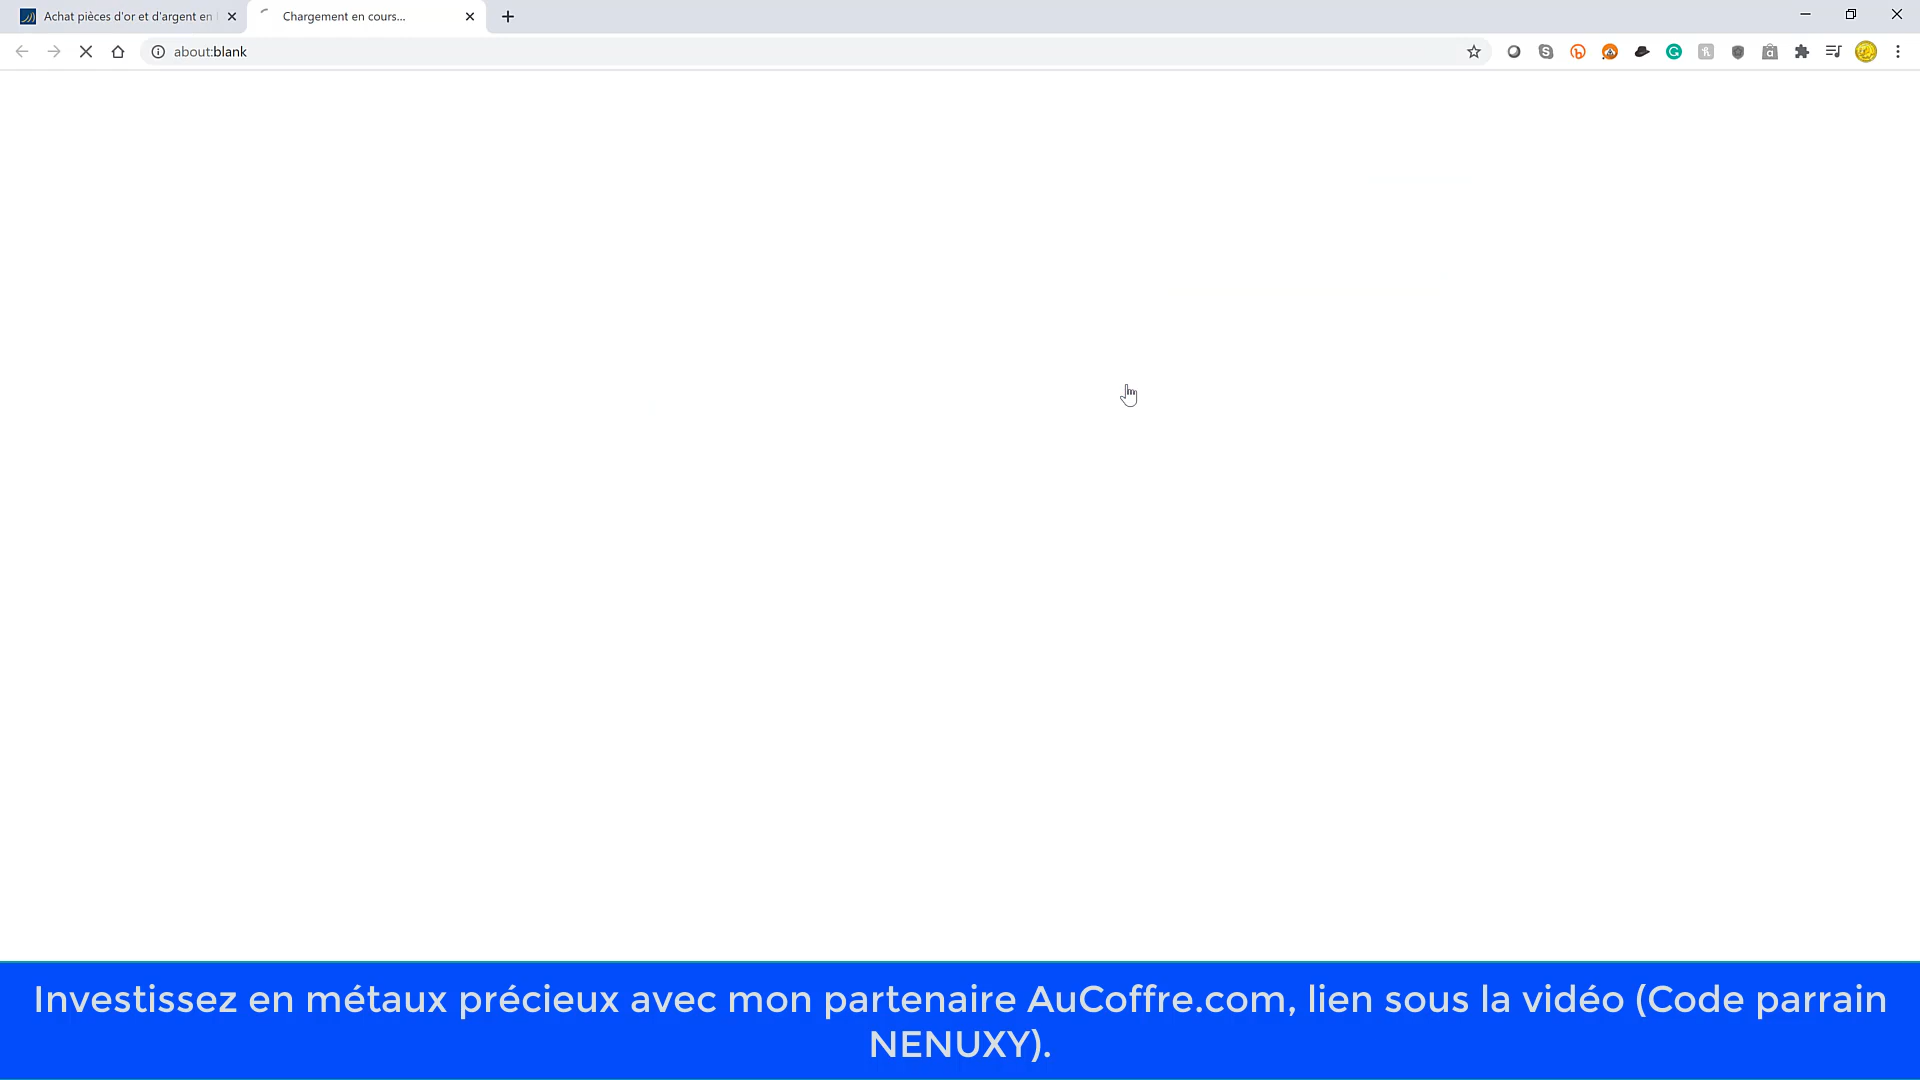 Achat pièces d'or et d'argent en
Chargement en cours...
about:blank
Investissez en métaux précieux avec mon partenaire AuCoffre.com, lien sous la vidéo (Code parrain
NENUXY).